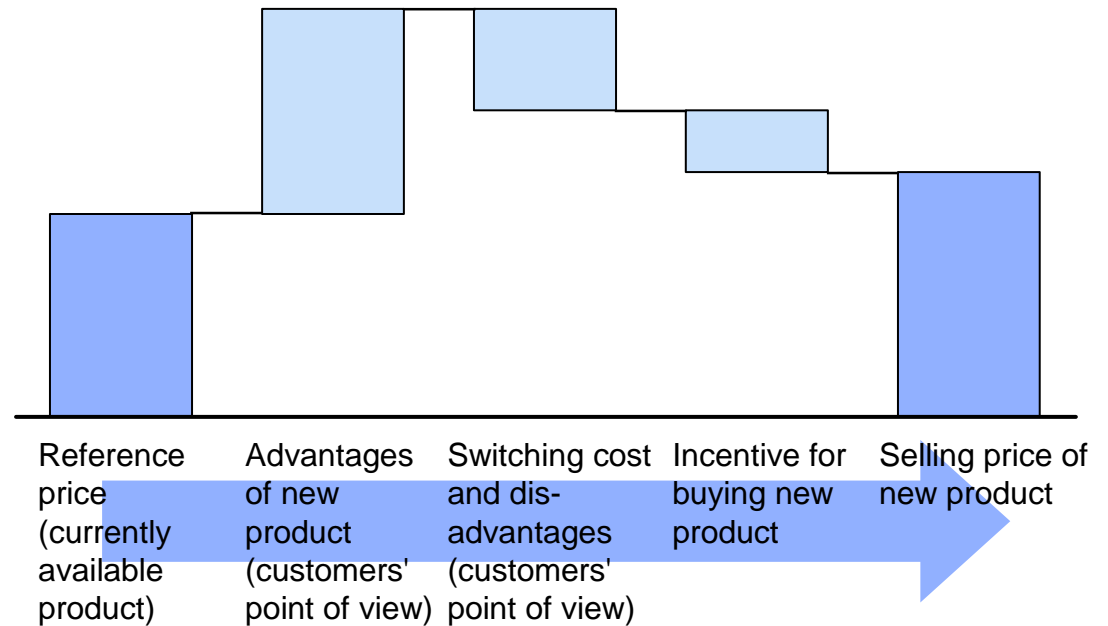 Reference
price
(currently
available
product)
Advantages
of new
product
(customers'
point of view)
Switching cost
and dis-
advantages
(customers'
point of view)
Incentive for
buying new
product
Selling price of
new product